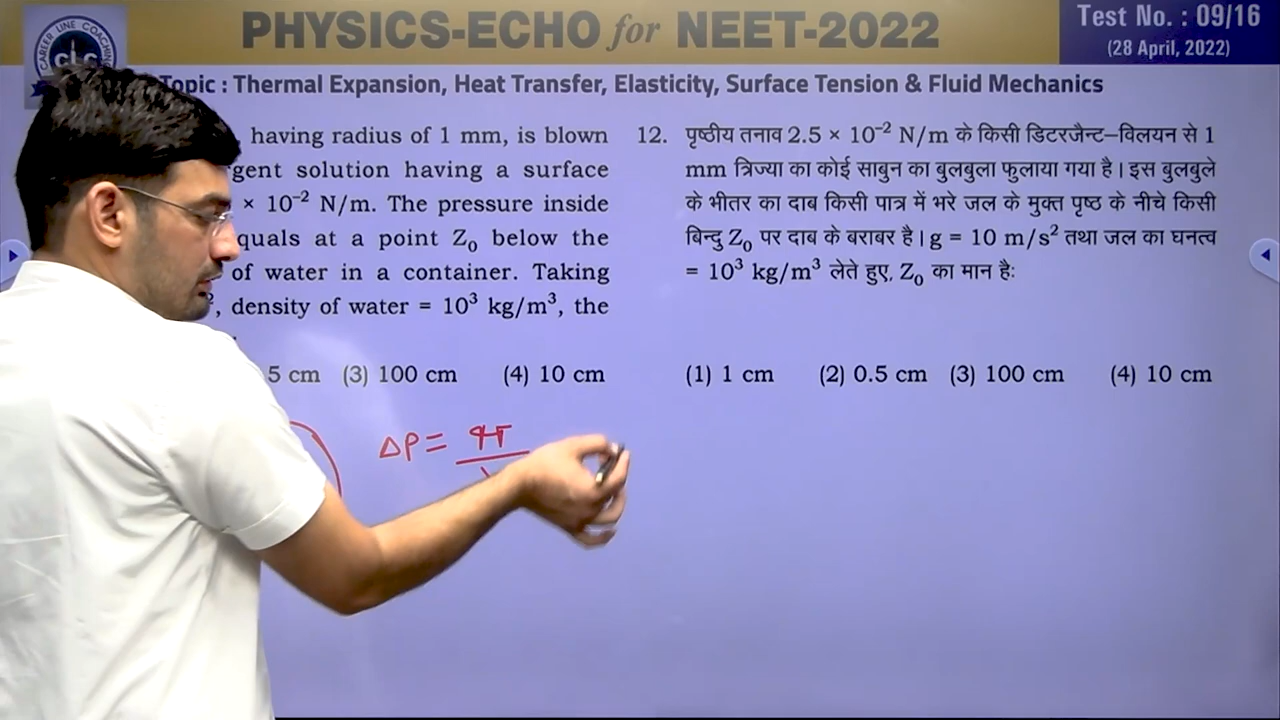 PHYSICS-ECHO for NEET-2022
Test No. : 09/16
(28 April, 2022)
CAREER LINE COACHING
CLC
Topic : Thermal Expansion, Heat Transfer, Elasticity, Surface Tension & Fluid Mechanics
having radius of 1 mm, is blown
gent solution having a surface
× 10⁻² N/m. The pressure inside
quals at a point Z₀ below the
of water in a container. Taking
², density of water = 10³ kg/m³, the
5 cm (3) 100 cm (4) 10 cm
ΔP = 4T
12. पृष्ठीय तनाव 2.5 × 10⁻² N/m के किसी डिटरजेन्ट–विलयन से 1
mm त्रिज्या का कोई साबुन का बुलबुला फुलाया गया है। इस बुलबुले
के भीतर का दाब किसी पात्र में भरे जल के मुक्त पृष्ठ के नीचे किसी
बिन्दु Z₀ पर दाब के बराबर है। g = 10 m/s² तथा जल का घनत्व
= 10³ kg/m³ लेते हुए, Z₀ का मान है:
(1) 1 cm (2) 0.5 cm (3) 100 cm (4) 10 cm